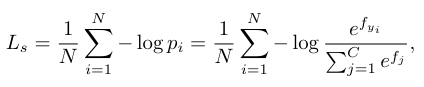 $L_s = \frac{1}{N} \sum_{i=1}^{N} -\log p_i = \frac{1}{N} \sum_{i=1}^{N} -\log \frac{e^{f_{y_i}}}{\sum_{j=1}^{C} e^{f_j}},$